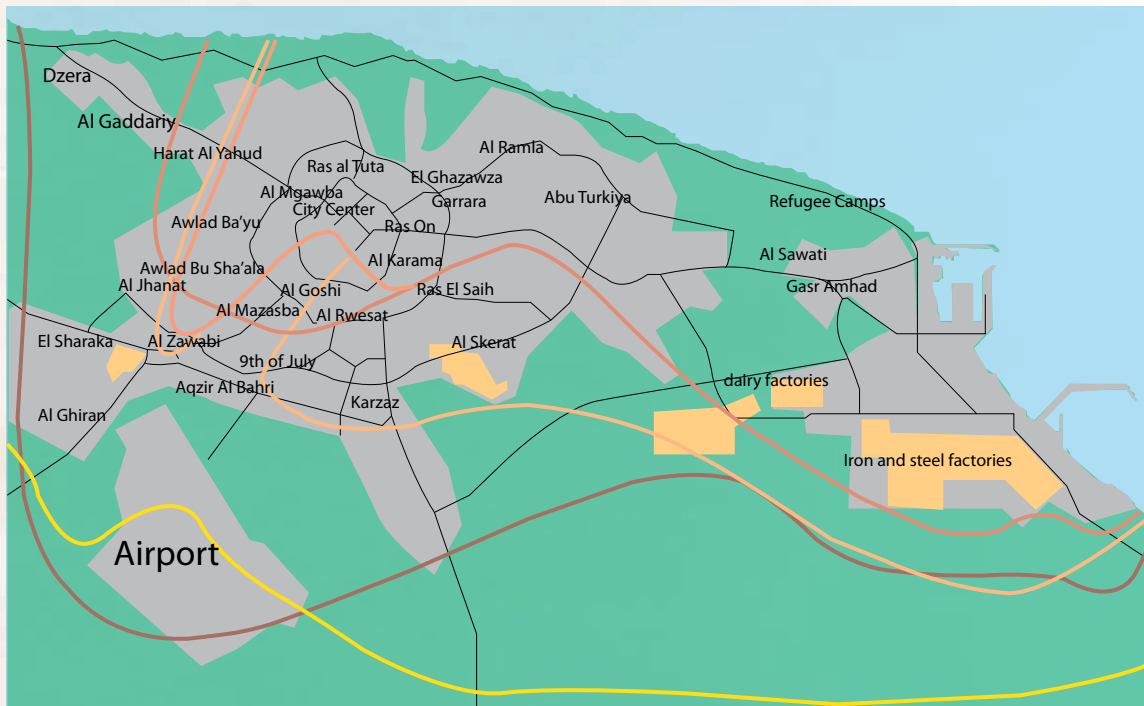 Dzera
Al Gaddariy
Harat Al Yahud
Al Ramla
Ras al Tuta
El Ghazawza
Al Mgawba
Garrara
Abu Turkiya
City Center
Refugee Camps
Awlad Ba'yu
Ras On
Al Karama
Al Sawati
Awlad Bu Sha'ala
Al Jhanat
Al Goshi
Ras El Saih
Gasr Amhad
Al Mazasba
Al Rwesat
El Sharaka
Al Zawabi
Al Skerat
9th of July
dairy factories
Aqzir Al Bahri
Karzaz
Al Ghiran
Iron and steel factories
Airport